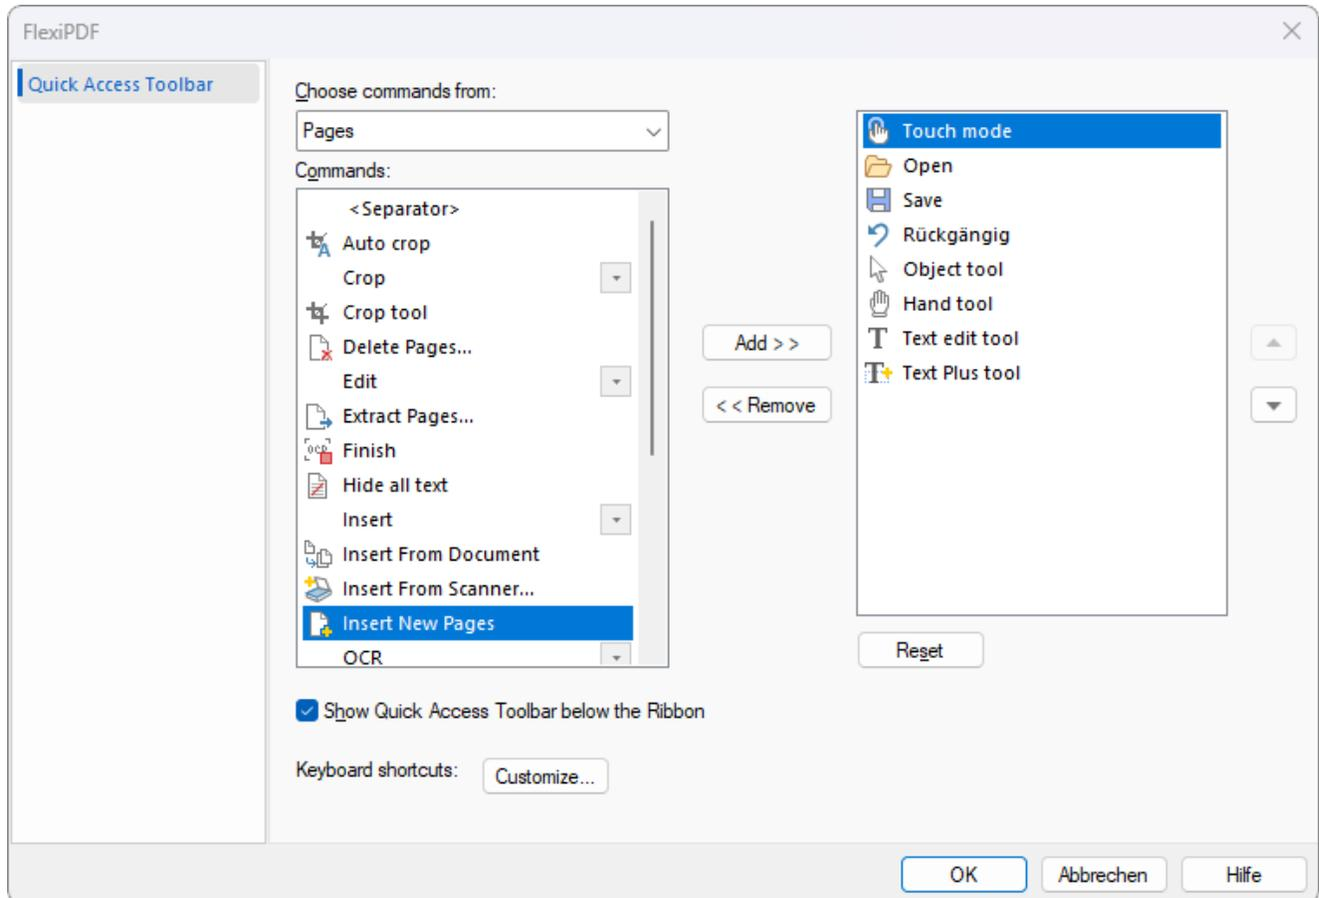 FlexiPDF
Quick Access Toolbar
Choose commands from:
Pages
Commands:
<Separator>
Auto crop
Crop
Crop tool
Delete Pages...
Edit
Extract Pages...
Finish
Hide all text
Insert
Insert From Document
Insert From Scanner...
Insert New Pages
OCR
Add > >
< < Remove
Touch mode
Open
Save
Rückgängig
Object tool
Hand tool
Text edit tool
Text Plus tool
Reset
Show Quick Access Toolbar below the Ribbon
Keyboard shortcuts:
Customize...
OK
Abbrechen
Hilfe